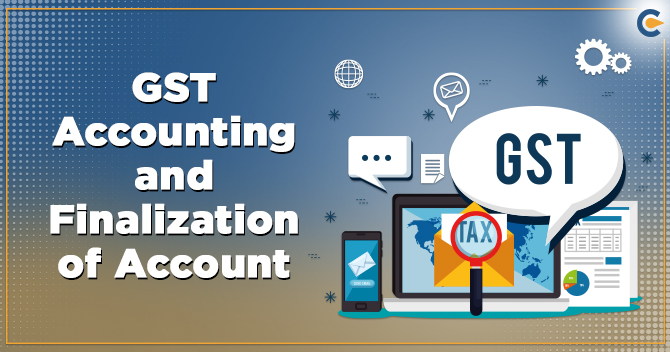 GST
Accounting
and
Finalization
of Account
GST
TAX